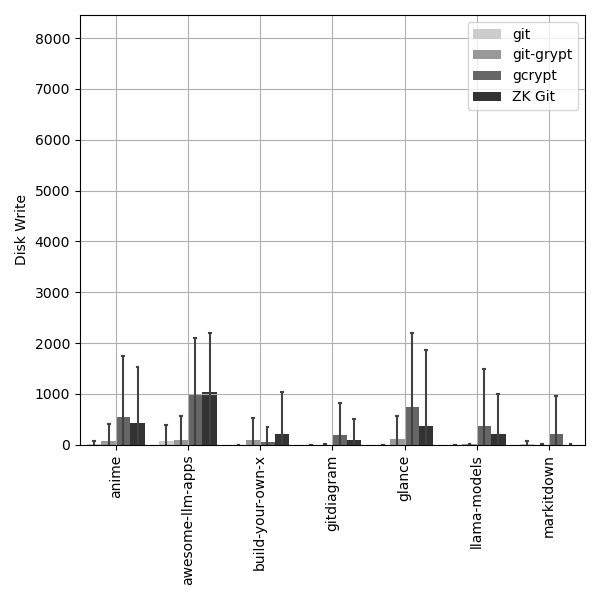 git
git-grypt
gcrypt
ZK Git
8000
7000
6000
5000
4000
3000
2000
1000
0
Disk Write
anime
awesome-llm-apps
build-your-own-x
gitdiagram
glance
llama-models
markitdown